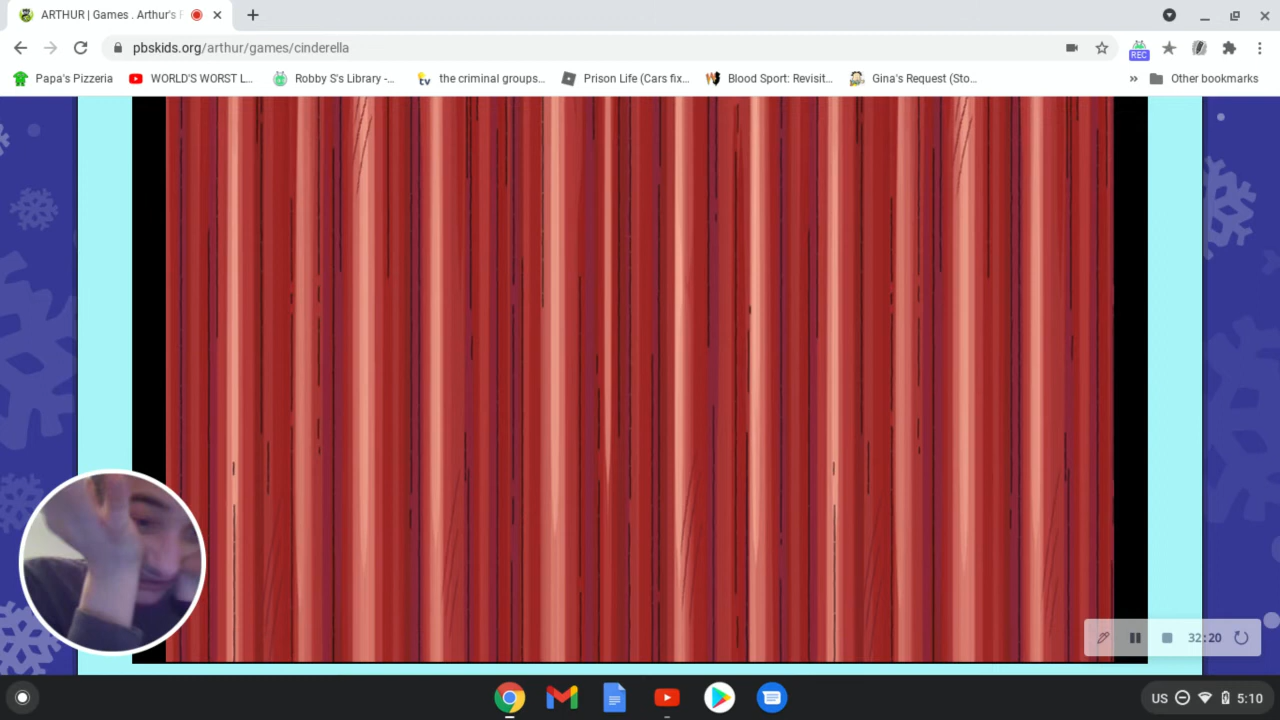 ARTHUR | Games . Arthur's
pbskids.org/arthur/games/cinderella
REC
Papa's Pizzeria
WORLD'S WORST L...
Robby S's Library -...
tv
the criminal groups...
Prison Life (Cars fix...
Blood Sport: Revisit...
Gina's Request (Sto...
»
Other bookmarks
32:20
US
5:10